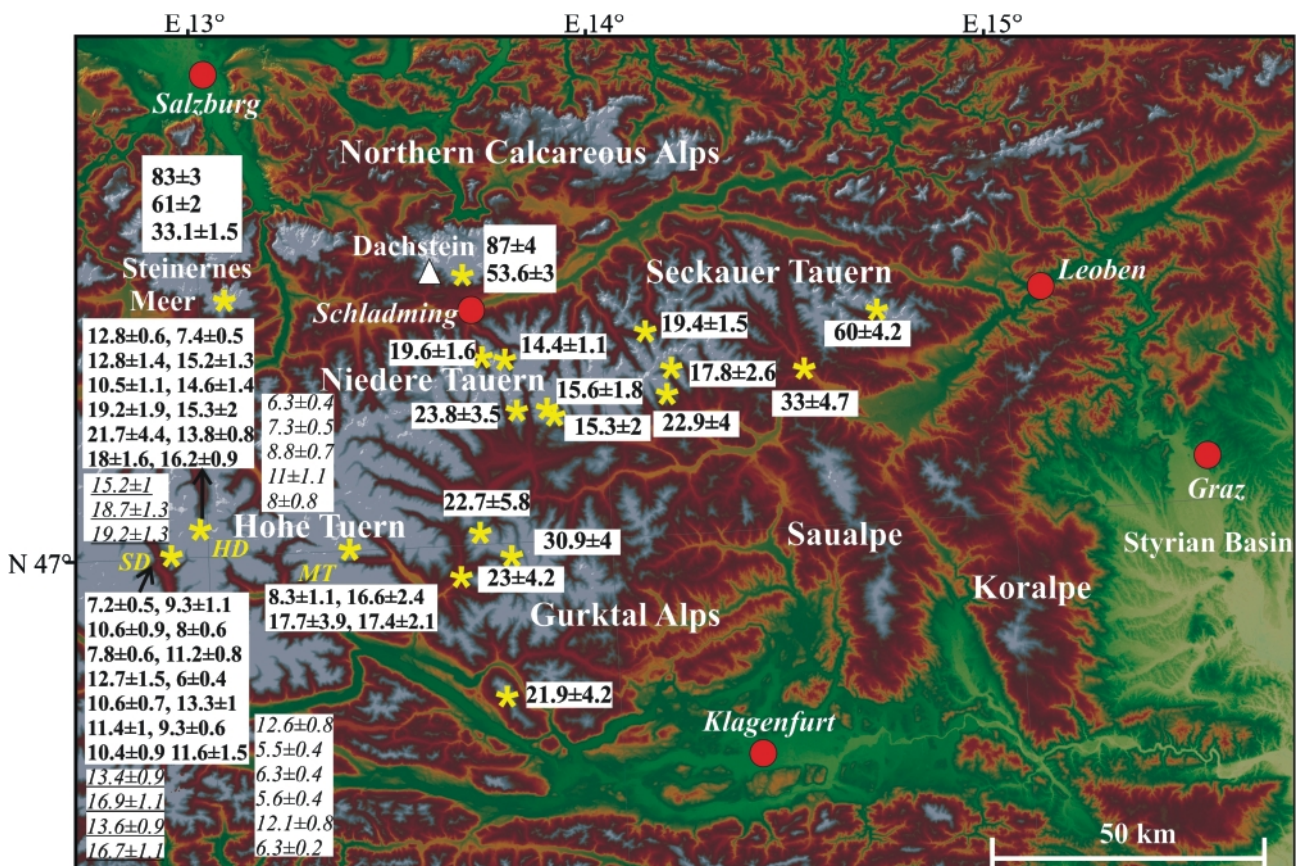 E 13°
E 14°
E 15°
Salzburg
Northern Calcareous Alps
83±3
61±2
33.1±1.5
Steinernes
Meer
Dachstein
87±4
53.6±3
Seckauer Tauern
Leoben
Schladming
60±4.2
19.4±1.5
14.4±1.1
19.6±1.6
Niedere Tauern
17.8±2.6
33±4.7
15.6±1.8
23.8±3.5
15.3±2
22.9±4
12.8±0.6, 7.4±0.5
12.8±1.4, 15.2±1.3
10.5±1.1, 14.6±1.4
19.2±1.9, 15.3±2
21.7±4.4, 13.8±0.8
18±1.6, 16.2±0.9
6.3±0.4
7.3±0.5
8.8±0.7
11±1.1
8±0.8
15.2±1
18.7±1.3
19.2±1.3
Graz
Hohe Tuern
22.7±5.8
30.9±4
Saualpe
Styrian Basin
N 47°
SD
HD
MT
23±4.2
Koralpe
8.3±1.1, 16.6±2.4
17.7±3.9, 17.4±2.1
Gurktal Alps
7.2±0.5, 9.3±1.1
10.6±0.9, 8±0.6
7.8±0.6, 11.2±0.8
12.7±1.5, 6±0.4
10.6±0.7, 13.3±1
11.4±1, 9.3±0.6
10.4±0.9 11.6±1.5
13.4±0.9
16.9±1.1
13.6±0.9
16.7±1.1
12.6±0.8
5.5±0.4
6.3±0.4
5.6±0.4
12.1±0.8
6.3±0.2
21.9±4.2
Klagenfurt
50 km